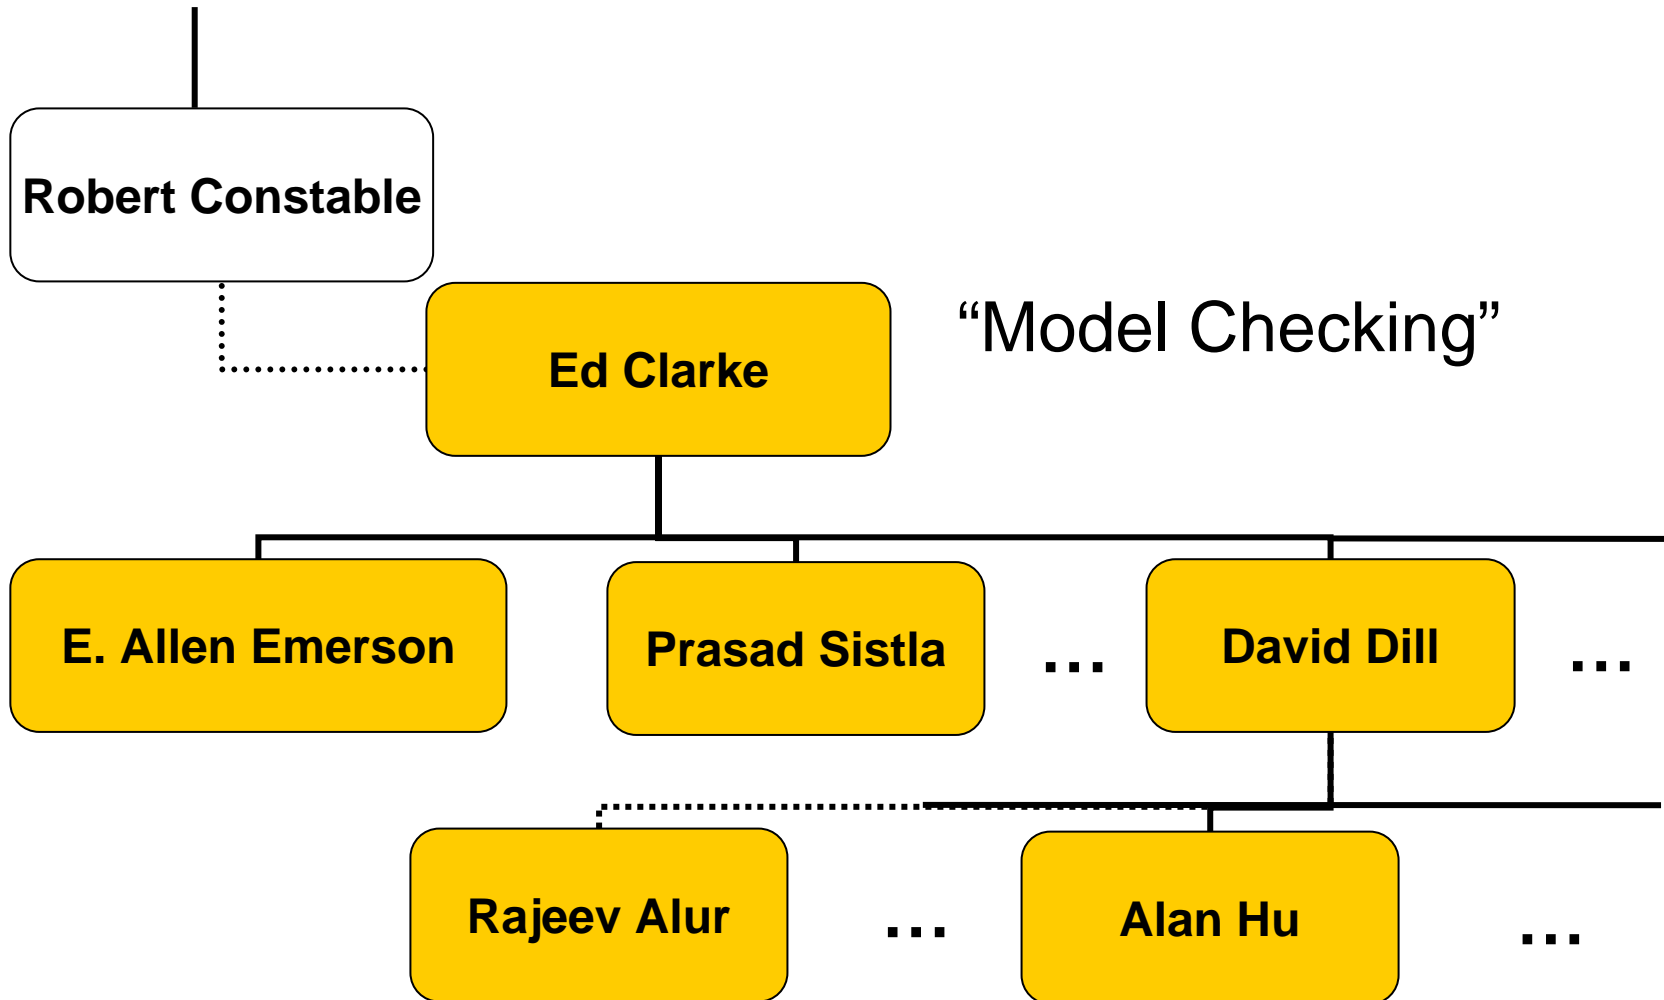 Robert Constable
Ed Clarke
“Model Checking”
E. Allen Emerson
Prasad Sistla
...
David Dill
...
Rajeev Alur
...
Alan Hu
...